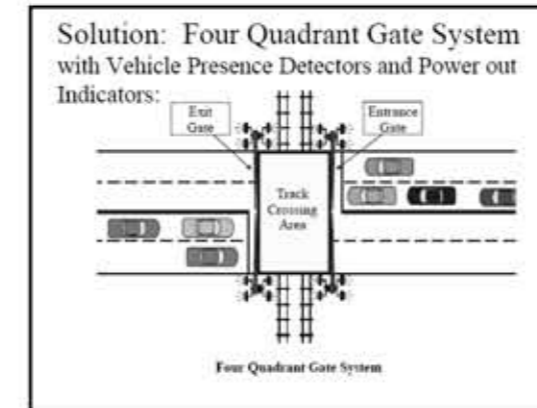 Solution: Four Quadrant Gate System
with Vehicle Presence Detectors and Power out
Indicators:
Exit
Gate
Entrance
Gate
Track
Crossing
Area
Four Quadrant Gate System